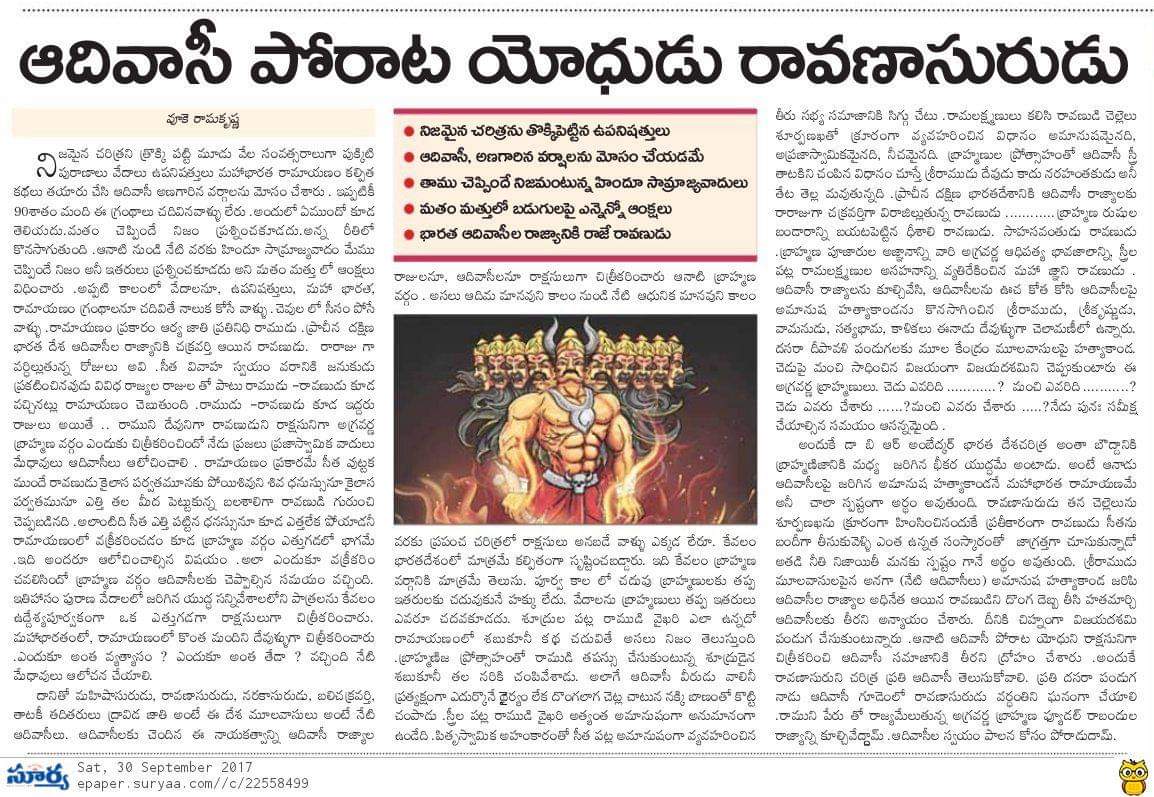 ఆదివాసీ పోరాట యోధుడు రావణాసురుడు
వూకె రామకృష్ణ
నిజమైన చరిత్రని త్రొక్కి పట్టి మూడు వేల సంవత్సరాలుగా పుక్కిటి
పురాణాలు వేదాలు ఉపనిషత్తులు మహాభారత రామాయణం కల్పిత
కథలు తయారు చేసి ఆదివాసీ అణగారిన వర్గాలను మోసం చేశారు . ఇప్పటికీ
90శాతం మంది ఈ గ్రంథాలు చదివినవాళ్ళు లేరు .అందులో ఏముందో కూడ
తెలియదు.మతం చెప్పిందే నిజం ప్రశ్నించకూడదు.అన్న రీతిలో
కొనసాగుతుంది .ఆనాటి నుండి నేటి వరకు హిందూ సామ్రాజ్యవాదం మేము
చెప్పిందే నిజం అనీ ఇతరులు ప్రశ్నించకూడదు అని మతం మత్తు లో ఆంక్షలు
విధించారు .అప్పటి కాలంలో వేదాలనూ, ఉపనిషత్తులు, మహా భారత,
రామాయణం గ్రంథాలనూ చదివితే నాలుక కోసే వాళ్ళు .చెవుల లో సీసం పోసే
వాళ్ళు .రామాయణం ప్రకారం ఆర్య జాతి ప్రతినిధి రాముడు .ప్రాచీన దక్షిణ
భారత దేశ ఆదివాసీల రాజ్యానికి చక్రవర్తి ఆయిన రావణుడు. రారాజు గా
వర్ధిల్లుతున్న రోజులు అవి .సీత వివాహ స్వయం వరానికి జనకుడు
ప్రకటించినవుడు వివిధ రాజ్యల రాజుల తో పాటు రాముడు -రావణుడు కూడ
వచ్చినట్లు రామాయణం చెబుతుంది .రాముడు -రావణుడు కూడ ఇద్దరు
రాజులు అయితే .. రాముని దేవునిగా రావణుడుని రాక్షసునిగా అగ్రవర్ణ
బ్రాహ్మణ వర్గం ఎందుకు చిత్రీకరించిందో నేడు ప్రజలు ప్రజాస్వామిక వాదులు
మేధావులు ఆదివాసీలు ఆలోచించాలి . రామాయణం ప్రకారమే సీత వుట్టక
ముందే రావణుడు కైలాస పర్వతమూనకు పోయిశివుని శివ ధనుస్సునూ కైలాస
పర్వతమునూ ఎత్తి తల మీద పెట్టుకున్న బలశాలిగా రావణుడి గురుంచి
చెప్పబడినది .అలాంటిది సీత ఎత్తి పట్టిన ధనస్సునూ కూడ ఎత్తలేక పోయాడనీ
రామాయణంలో వక్రీకరించడం కూడ బ్రాహ్మణ వర్గం ఎత్తుగడలో భాగమే
.ఇది అందరూ ఆలోచించాల్సిన విషయం .అలా ఎందుకూ వక్రీకరిం
చవలసిందో బ్రాహ్మణ వర్గం ఆదివాసీలకు చెప్పాల్సిన సమయం వచ్చింది.
ఇతిహాసం పురాణ వేదాలలో జరిగిన యుద్ధ సన్నివేశాలలోని పాత్రలను కేవలం
ఉద్దేశ్యపూర్వకంగా ఒక ఎత్తుగడగా రాక్షసులుగా చిత్రీకరించారు.
మహాభారతంలో, రామాయణంలో కొంత మందిని దేవుళ్ళుగా చిత్రీకరించారు
.ఎందుకూ అంత వ్యత్యాసం ? ఎందుకూ అంత తేడా ? వచ్చింది నేటి
మేధావులు ఆలోచన చేయాలి.
దానితో మహిషాసురుడు, రావణాసురుడు, నరకాసురుడు, బలిచక్రవర్తి,
తాటకీ తదితరులు ద్రావిడ జాతి అంటే ఈ దేశ మూలవాసులు అంటే నేటి
ఆదివాసీలు. ఆదివాసీలకు చెందిన ఈ నాయకత్వాన్ని ఆదివాసీ రాజ్యాల
నిజమైన చరిత్రను తొక్కిపెట్టిన ఉపనిషత్తులు
ఆదివాసీ, అణగారిన వర్షాలను మోసం చేయడమే
తాము చెప్పిందే నిజమంటున్న హిందూ సామ్రాజ్యవాదులు
మతం మత్తులో బడుగులపై ఎన్నెన్నో ఆంక్షలు
భారత ఆదివాసీల రాజ్యానికి రాజే రావణుడు
రాజులనూ, ఆదివాసీలనూ రాక్షసులుగా చిత్రీకరించారు ఆనాటి బ్రాహ్మణ
వర్గం . అసలు ఆదిమ మానవుని కాలం నుండి నేటి ఆధునిక మానవుని కాలం
వరకు ప్రపంచ చరిత్రలో రాక్షసులు అనబడే వాళ్ళు ఎక్కడ లేరూ. కేవలం
భారతదేశంలో మాత్రమే కల్పితంగా సృష్టించబడ్డారు. ఇది కేవలం బ్రాహ్మణ
వర్గానికి మాత్రమే తెలుసు. పూర్వ కాల లో చదువు బ్రాహ్మణులకు తప్ప
ఇతరులకు చదువుకునే హక్కు లేదు. వేదాలను బ్రాహ్మణులు తప్ప ఇతరులు
ఎవరూ చదవకూడదు. శూద్రుల పట్ల రాముడి వైఖరి ఎలా ఉన్నదో
రామాయణంలో శబుకూనీ కథ చదువితే అసలు నిజం తెలుస్తుంది
.బ్రాహ్మణిజ ప్రోత్సాహంతో రాముడి తపస్సు చేసుకుంటున్న శూద్రుడైన
శబుకూనీ తల నరికి చంపివేశాడు. అలాగే ఆదివాసీ వీరుడు వాలినీ
ప్రత్యక్షంగా ఎదుర్కొనే ధైర్యం లేక దొంగలాగ చెట్ల చాటున నక్కి బాణంతో కొట్టి
చంపాడు .స్త్రీల పట్ల రాముడి వైఖరి అత్యంత అమానుషంగా అనుమానంగా
ఉండేది .పితృస్వామిక అహంకారంతో సీత పట్ల అమానుషంగా వ్యవహరించిన
తీరు సభ్య సమాజానికి సిగ్గు చేటు .రామలక్ష్మణులు కలిసి రావణుడి చెల్లెలు
శూర్పణఖతో క్రూరంగా వ్యవహరించిన విధానం అమానుషమైనది,
అప్రజాస్వామికమైనది, నీచమైనది. బ్రాహ్మణుల ప్రోత్సాహంతో ఆదివాసీ స్త్రీ
తాటకిని చంపిన విధానం చూస్తే శ్రీరాముడు దేవుడు కాదు నరహంతకుడు అనీ
తేట తెల్ల మవుతున్నది .ప్రాచీన దక్షిణ భారతదేశానికి ఆదివాసీ రాజ్యాలకు
రారాజుగా చక్రవర్తిగా విరాజిల్లుతున్న రావణుడు ............బ్రాహ్మణ రుషుల
బండారాన్ని బయటపెట్టిన ధీశాలి రావణుడు. సాహసవంతుడు రావణుడు
.బ్రాహ్మణ పూజారుల అజ్ఞానాన్ని వారి అగ్రవర్ణ ఆధిపత్య భావజాలాన్ని, స్త్రీల
పట్ల రామలక్ష్మణుల అసహనాన్ని వ్యతిరేకించిన మహా జ్ఞాని రావణుడు .
ఆదివాసీ రాజ్యాలను కూల్చివేసి, ఆదివాసీలను ఊచ కోత కోసి ఆదివాసీలపై
అమానుష హత్యాకాండను కొనసాగించిన శ్రీరాముడు, శ్రీకృష్ణుడు,
వామనుడు, సత్యభామ, కాళికలు ఈనాడు దేవుళ్ళుగా చెలామణీలో ఉన్నారు.
దసరా దీపావళి పండుగలకు మూల కేంద్రం మూలవాసులపై హత్యాకాండ.
చెడుపై మంచి సాధించిన విజయంగా విజయదశమిని చెప్పుకుంటారు ఈ
అగ్రవర్ణ బ్రాహ్మణులు. చెడు ఎవరిది ............? మంచి ఎవరిది ...........?
చెడు ఎవరు చేశారు ......?మంచి ఎవరు చేశారు .....?నేడు పునః సమీక్ష
చేయాల్సిన సమయం ఆసన్నమైంది .
అందుకే డా బి ఆర్ అంబేద్కర్ భారత దేశచరిత్ర అంతా బౌద్ధానికి
బ్రాహ్మణిజానికి మధ్య జరిగిన భీకర యుద్ధమే అంటాడు. అంటే ఆనాడు
ఆదివాసీలపై జరిగిన అమానుష హత్యాకాండనే మహాభారత రామాయణమే
అనీ చాలా స్పష్టంగా అర్థం అవుతుంది. రావణాసురుడు తన చెల్లెలును
శూర్పణఖను క్రూరంగా హింసించినందుకే ప్రతీకారంగా రావణుడు సీతను
బందీగా తీసుకువెళ్ళి ఎంత ఉన్నత సంస్కారంతో జాగ్రత్తగా చూసుకున్నాడో
అతడి నీతి నిజాయితీ మనకు స్పష్టం గానే అర్థం అవుతుంది. శ్రీరాముడు
మూలవాసులపైన అనగా (నేటి ఆదివాసీలు) అమానుష హత్యాకాండ జరిపి
ఆదివాసీల రాజ్యాల అధినేత ఆయిన రావణుడిని దొంగ దెబ్బ తీసి హతమార్చి
ఆదివాసీలకు తీరని అన్యాయం చేశారు. దీనికి చిహ్నంగా విజయదశమి
పండుగ చేసుకుంటున్నారు .ఆనాటి ఆదివాసీ పోరాట యోధుని రాక్షసునిగా
చిత్రీకరించి ఆదివాసీ సమాజానికి తీరని ద్రోహం చేశారు .అందుకే
రావణాసురుని చరిత్ర ప్రతి ఆదివాసీ తెలుసుకోవాలి. ప్రతి దసరా పండుగ
నాడు ఆదివాసీ గూడెంలో రావణాసురుడు వర్ధంతిని ఘనంగా చేయాలి
.రాముని పేరు తో రాజ్యమేలుతున్న అగ్రవర్ణ బ్రాహ్మణ ఫ్యూడల్ రాబందుల
రాజ్యాన్ని కూల్చివేద్దామ్ .ఆదివాసీల స్వయం పాలన కోసం పోరాడుదామ్.
సూర్య
Sat, 30 September 2017
epaper.suryaa.com//c/22558499